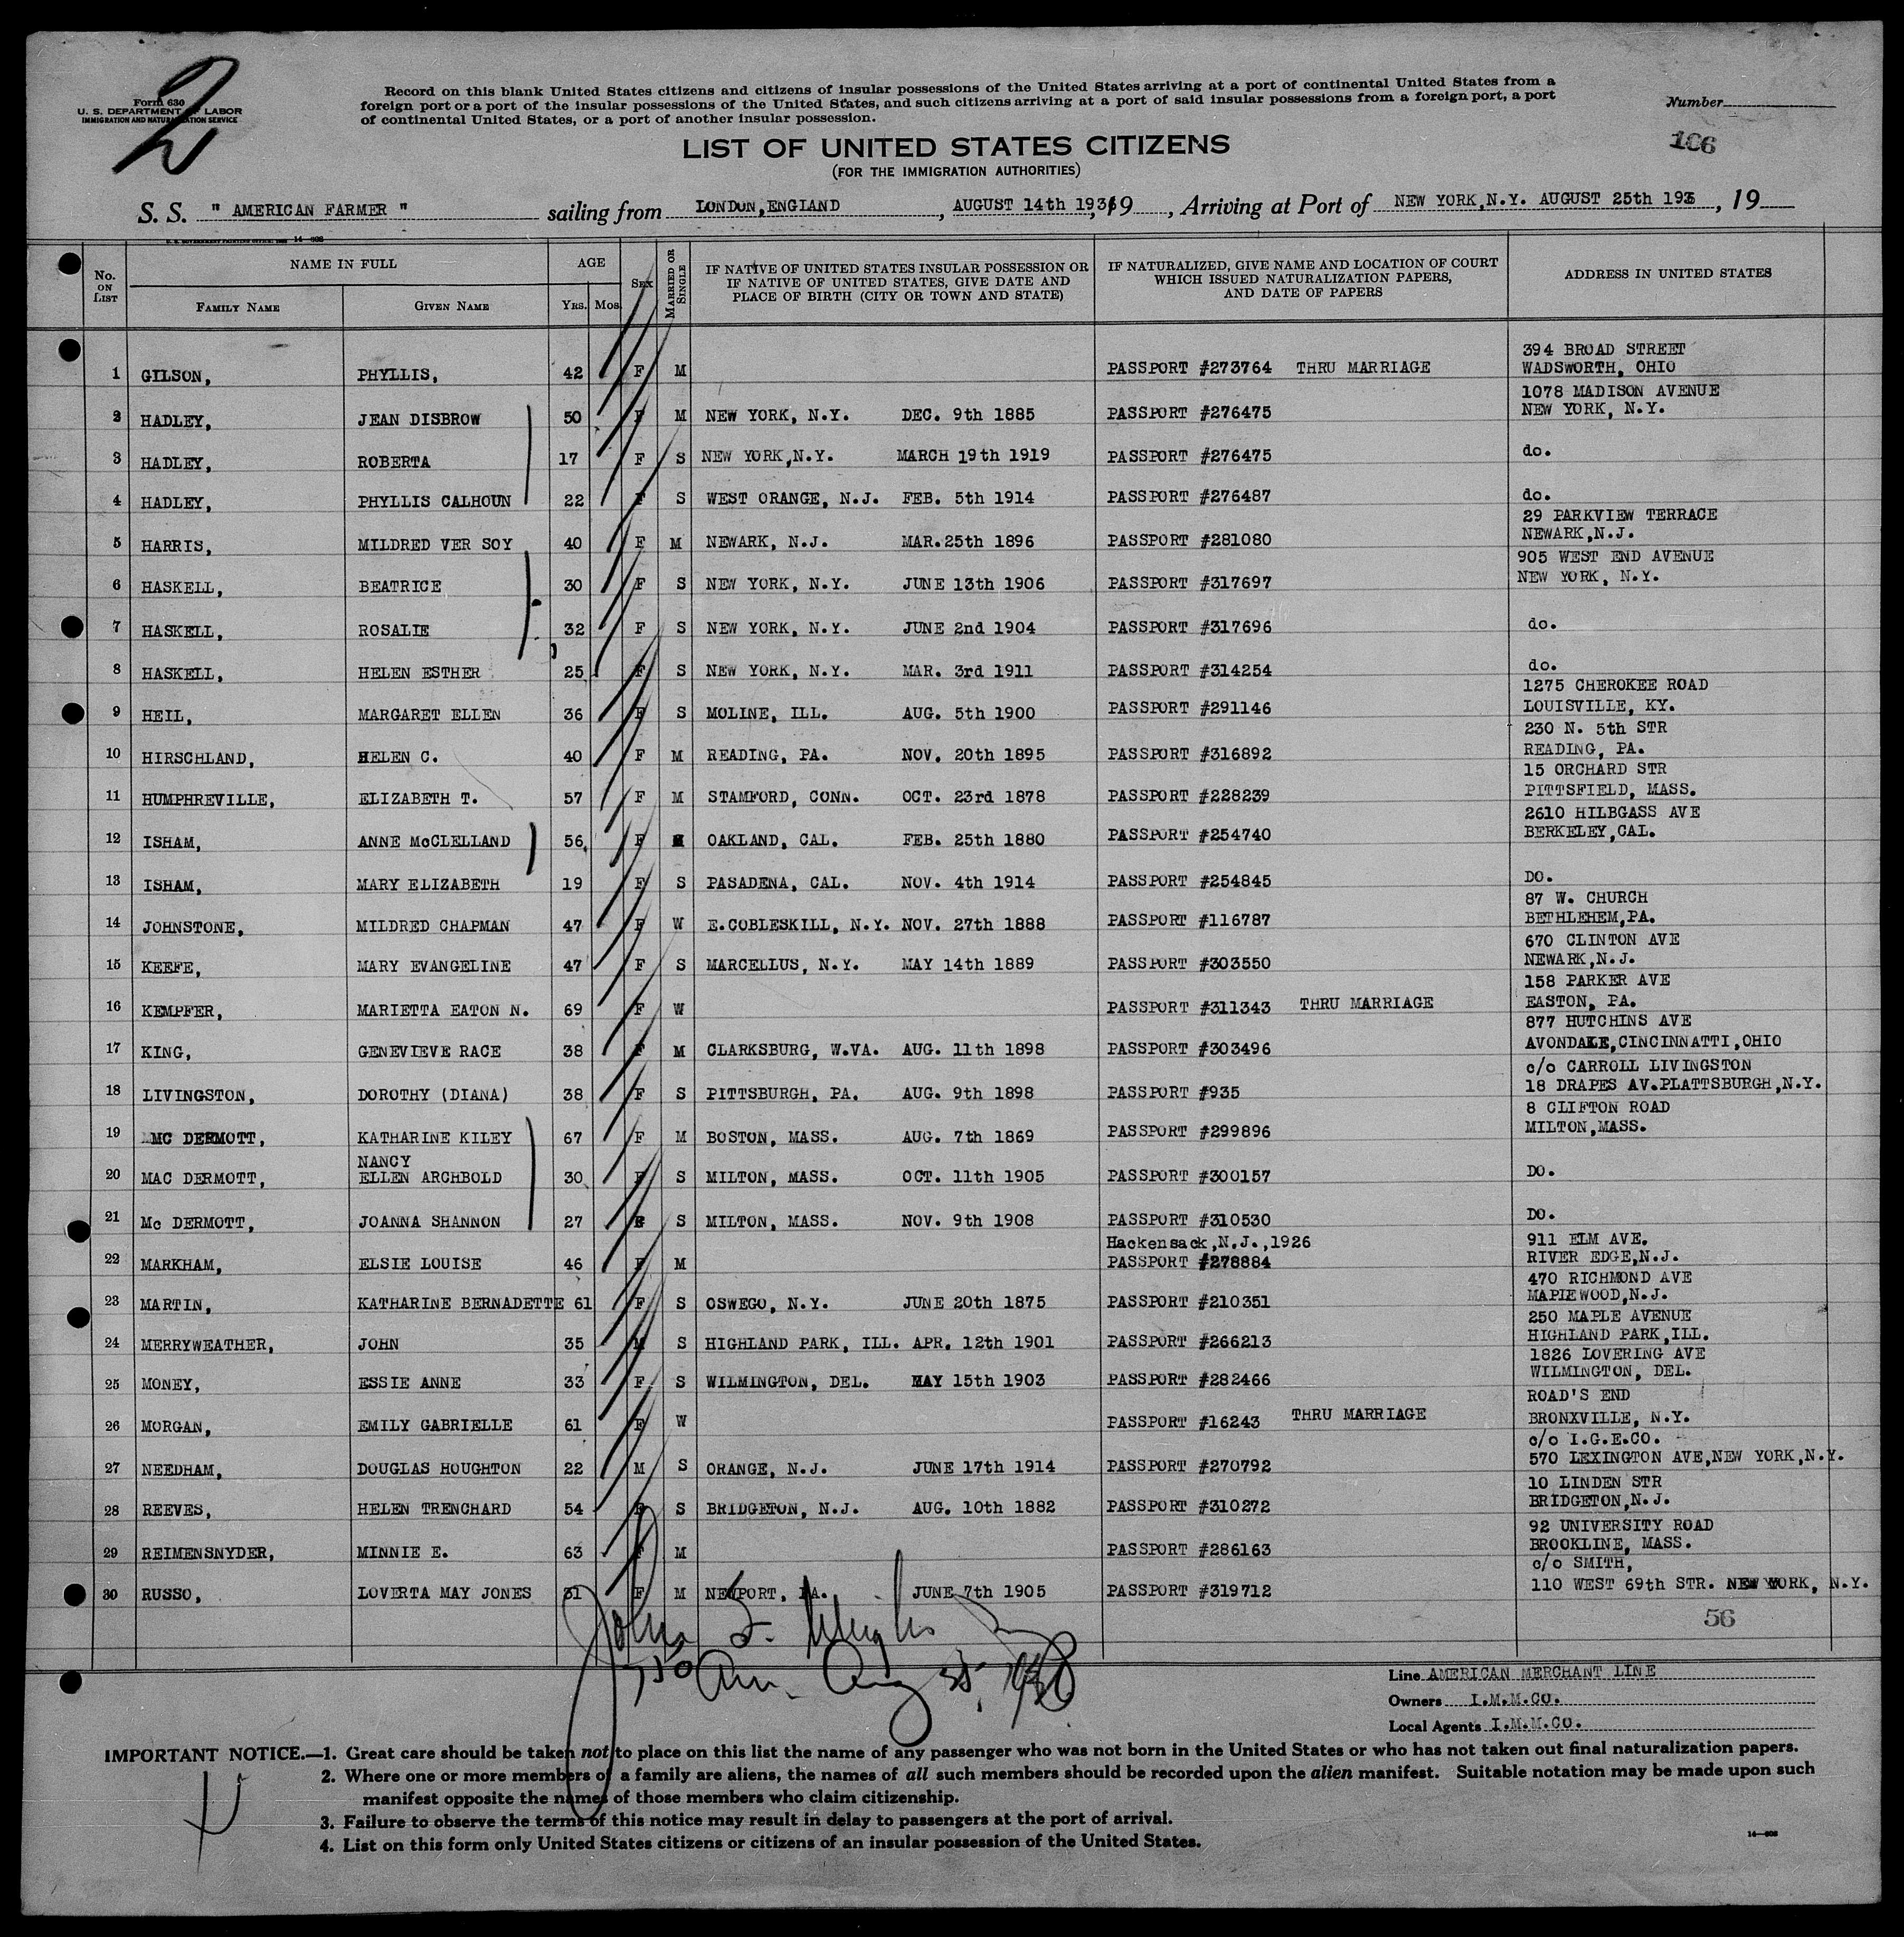 2
Form 630
U. S. DEPARTMENT OF LABOR
IMMIGRATION AND NATURALIZATION SERVICE
Record on this blank United States citizens and citizens of insular possessions of the United States arriving at a port of continental United States from a
foreign port or a port of the insular possessions of the United States, and such citizens arriving at a port of said insular possessions from a foreign port, a port
of continental United States, or a port of another insular possession.
Number
106
LIST OF UNITED STATES CITIZENS
(FOR THE IMMIGRATION AUTHORITIES)
S. S. " AMERICAN FARMER " sailing from LONDON,ENGLAND , AUGUST 14th 1936, 19 , Arriving at Port of NEW YORK,N.Y. AUGUST 25th 1936 , 19
No. ON LIST
NAME IN FULL
FAMILY NAME
GIVEN NAME
AGE
YRS. MOS
SEX
MARRIED OR SINGLE
IF NATIVE OF UNITED STATES INSULAR POSSESSION OR
IF NATIVE OF UNITED STATES, GIVE DATE AND
PLACE OF BIRTH (CITY OR TOWN AND STATE)
IF NATURALIZED, GIVE NAME AND LOCATION OF COURT
WHICH ISSUED NATURALIZATION PAPERS,
AND DATE OF PAPERS
ADDRESS IN UNITED STATES
394 BROAD STREET
1 GILSON, PHYLLIS, 42 F M PASSPORT #273764 THRU MARRIAGE WADSWORTH, OHIO
1078 MADISON AVENUE
2 HADLEY, JEAN DISBROW 50 F M NEW YORK, N.Y. DEC. 9th 1885 PASSPORT #276475 NEW YORK, N.Y.
3 HADLEY, ROBERTA 17 F S NEW YORK,N.Y. MARCH 19th 1919 PASSPORT #276475 do.
4 HADLEY, PHYLLIS CALHOUN 22 F S WEST ORANGE, N.J. FEB. 5th 1914 PASSPORT #276487 do.
29 PARKVIEW TERRACE
5 HARRIS, MILDRED VER SOY 40 F M NEWARK, N.J. MAR.25th 1896 PASSPORT #281080 NEWARK,N.J.
905 WEST END AVENUE
6 HASKELL, BEATRICE 30 F S NEW YORK, N.Y. JUNE 13th 1906 PASSPORT #317697 NEW YORK, N.Y.
7 HASKELL, ROSALIE 32 F S NEW YORK, N.Y. JUNE 2nd 1904 PASSPORT #317696 do.
8 HASKELL, HELEN ESTHER 25 F S NEW YORK, N.Y. MAR. 3rd 1911 PASSPORT #314254 do.
1275 CHEROKEE ROAD
9 HEIL, MARGARET ELLEN 36 F S MOLINE, ILL. AUG. 5th 1900 PASSPORT #291146 LOUISVILLE, KY.
230 N. 5th STR
10 HIRSCHLAND, HELEN C. 40 F M READING, PA. NOV. 20th 1895 PASSPORT #316892 READING, PA.
15 ORCHARD STR
11 HUMPHREVILLE, ELIZABETH T. 57 F M STAMFORD, CONN. OCT. 23rd 1878 PASSPORT #228239 PITTSFIELD, MASS.
2610 HILBGASS AVE
12 ISHAM, ANNE McCLELLAND 56 F OAKLAND, CAL. FEB. 25th 1880 PASSPORT #254740 BERKELEY,CAL.
13 ISHAM, MARY ELIZABETH 19 F S PASADENA, CAL. NOV. 4th 1914 PASSPORT #254845 DO.
87 W. CHURCH
14 JOHNSTONE, MILDRED CHAPMAN 47 F W E.COBLESKILL, N.Y. NOV. 27th 1888 PASSPORT #116787 BETHLEHEM,PA.
670 CLINTON AVE
15 KEEFE, MARY EVANGELINE 47 F S MARCELLUS, N.Y. MAY 14th 1889 PASSPORT #303550 NEWARK,N.J.
158 PARKER AVE
16 KEMPFER, MARIETTA EATON N. 69 F W PASSPORT #311343 THRU MARRIAGE EASTON, PA.
877 HUTCHINS AVE
17 KING, GENEVIEVE RACE 38 F M CLARKSBURG, W.VA. AUG. 11th 1898 PASSPORT #303496 AVONDALE,CINCINNATTI,OHIO
c/o CARROLL LIVINGSTON
18 LIVINGSTON, DOROTHY (DIANA) 38 F S PITTSBURGH, PA. AUG. 9th 1898 PASSPORT #935 18 DRAPES AV.PLATTSBURGH,N.Y.
8 CLIFTON ROAD
19 MC DERMOTT, KATHARINE KILEY 67 F M BOSTON, MASS. AUG. 7th 1869 PASSPORT #299896 MILTON,MASS.
NANCY
20 MAC DERMOTT, ELLEN ARCHBOLD 30 F S MILTON, MASS. OCT. 11th 1905 PASSPORT #300157 DO.
21 Mc DERMOTT, JOANNA SHANNON 27 F S MILTON, MASS. NOV. 9th 1908 PASSPORT #310530 DO.
Hackensack,N.J.,1926 911 ELM AVE.
22 MARKHAM, ELSIE LOUISE 46 F M PASSPORT #278884 RIVER EDGE,N.J.
470 RICHMOND AVE
23 MARTIN, KATHARINE BERNADETTE 61 F S OSWEGO, N.Y. JUNE 20th 1875 PASSPORT #210351 MAPLEWOOD,N.J.
250 MAPLE AVENUE
24 MERRYWEATHER, JOHN 35 M S HIGHLAND PARK, ILL. APR. 12th 1901 PASSPORT #266213 HIGHLAND PARK,ILL.
1826 LOVERING AVE
25 MONEY, ESSIE ANNE 33 F S WILMINGTON, DEL. MAY 15th 1903 PASSPORT #282466 WILMINGTON, DEL.
ROAD'S END
26 MORGAN, EMILY GABRIELLE 61 F W PASSPORT #16243 THRU MARRIAGE BRONXVILLE, N.Y.
c/o I.G.E.CO.
27 NEEDHAM, DOUGLAS HOUGHTON 22 M S ORANGE, N.J. JUNE 17th 1914 PASSPORT #270792 570 LEXINGTON AVE,NEW YORK,N.Y.
10 LINDEN STR
28 REEVES, HELEN TRENCHARD 54 F S BRIDGETON, N.J. AUG. 10th 1882 PASSPORT #310272 BRIDGETON,N.J.
92 UNIVERSITY ROAD
29 REIMENSNYDER, MINNIE E. 63 F M PASSPORT #286163 BROOKLINE, MASS.
c/o SMITH,
30 RUSSO, LOVERTA MAY JONES 31 F M NEWPORT, PA. JUNE 7th 1905 PASSPORT #319712 110 WEST 69th STR. NEW YORK, N.Y.
56
John
Aug 25, 1936
Line AMERICAN MERCHANT LINE
Owners I.M.M.CO.
Local Agents I.M.M.CO.
IMPORTANT NOTICE.—1. Great care should be taken not to place on this list the name of any passenger who was not born in the United States or who has not taken out final naturalization papers.
2. Where one or more members of a family are aliens, the names of all such members should be recorded upon the alien manifest. Suitable notation may be made upon such
manifest opposite the names of those members who claim citizenship.
3. Failure to observe the terms of this notice may result in delay to passengers at the port of arrival.
4. List on this form only United States citizens or citizens of an insular possession of the United States.